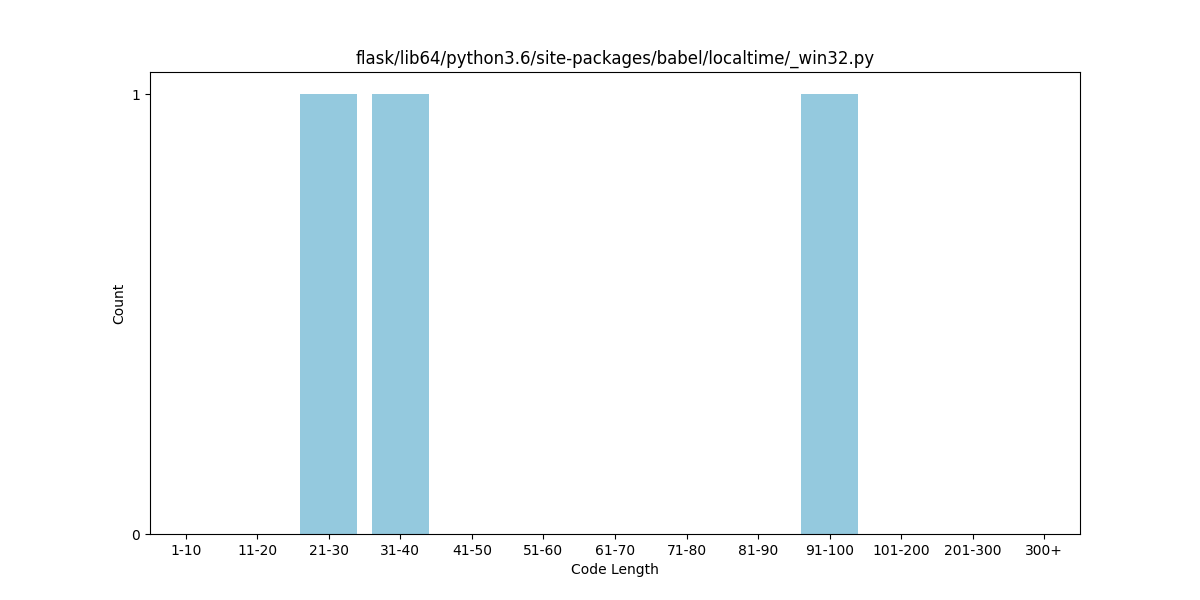 flask/lib64/python3.6/site-packages/babel/localtime/_win32.py
1
Count
0
1-10 11-20 21-30 31-40 41-50 51-60 61-70 71-80 81-90 91-100 101-200 201-300 300+
Code Length